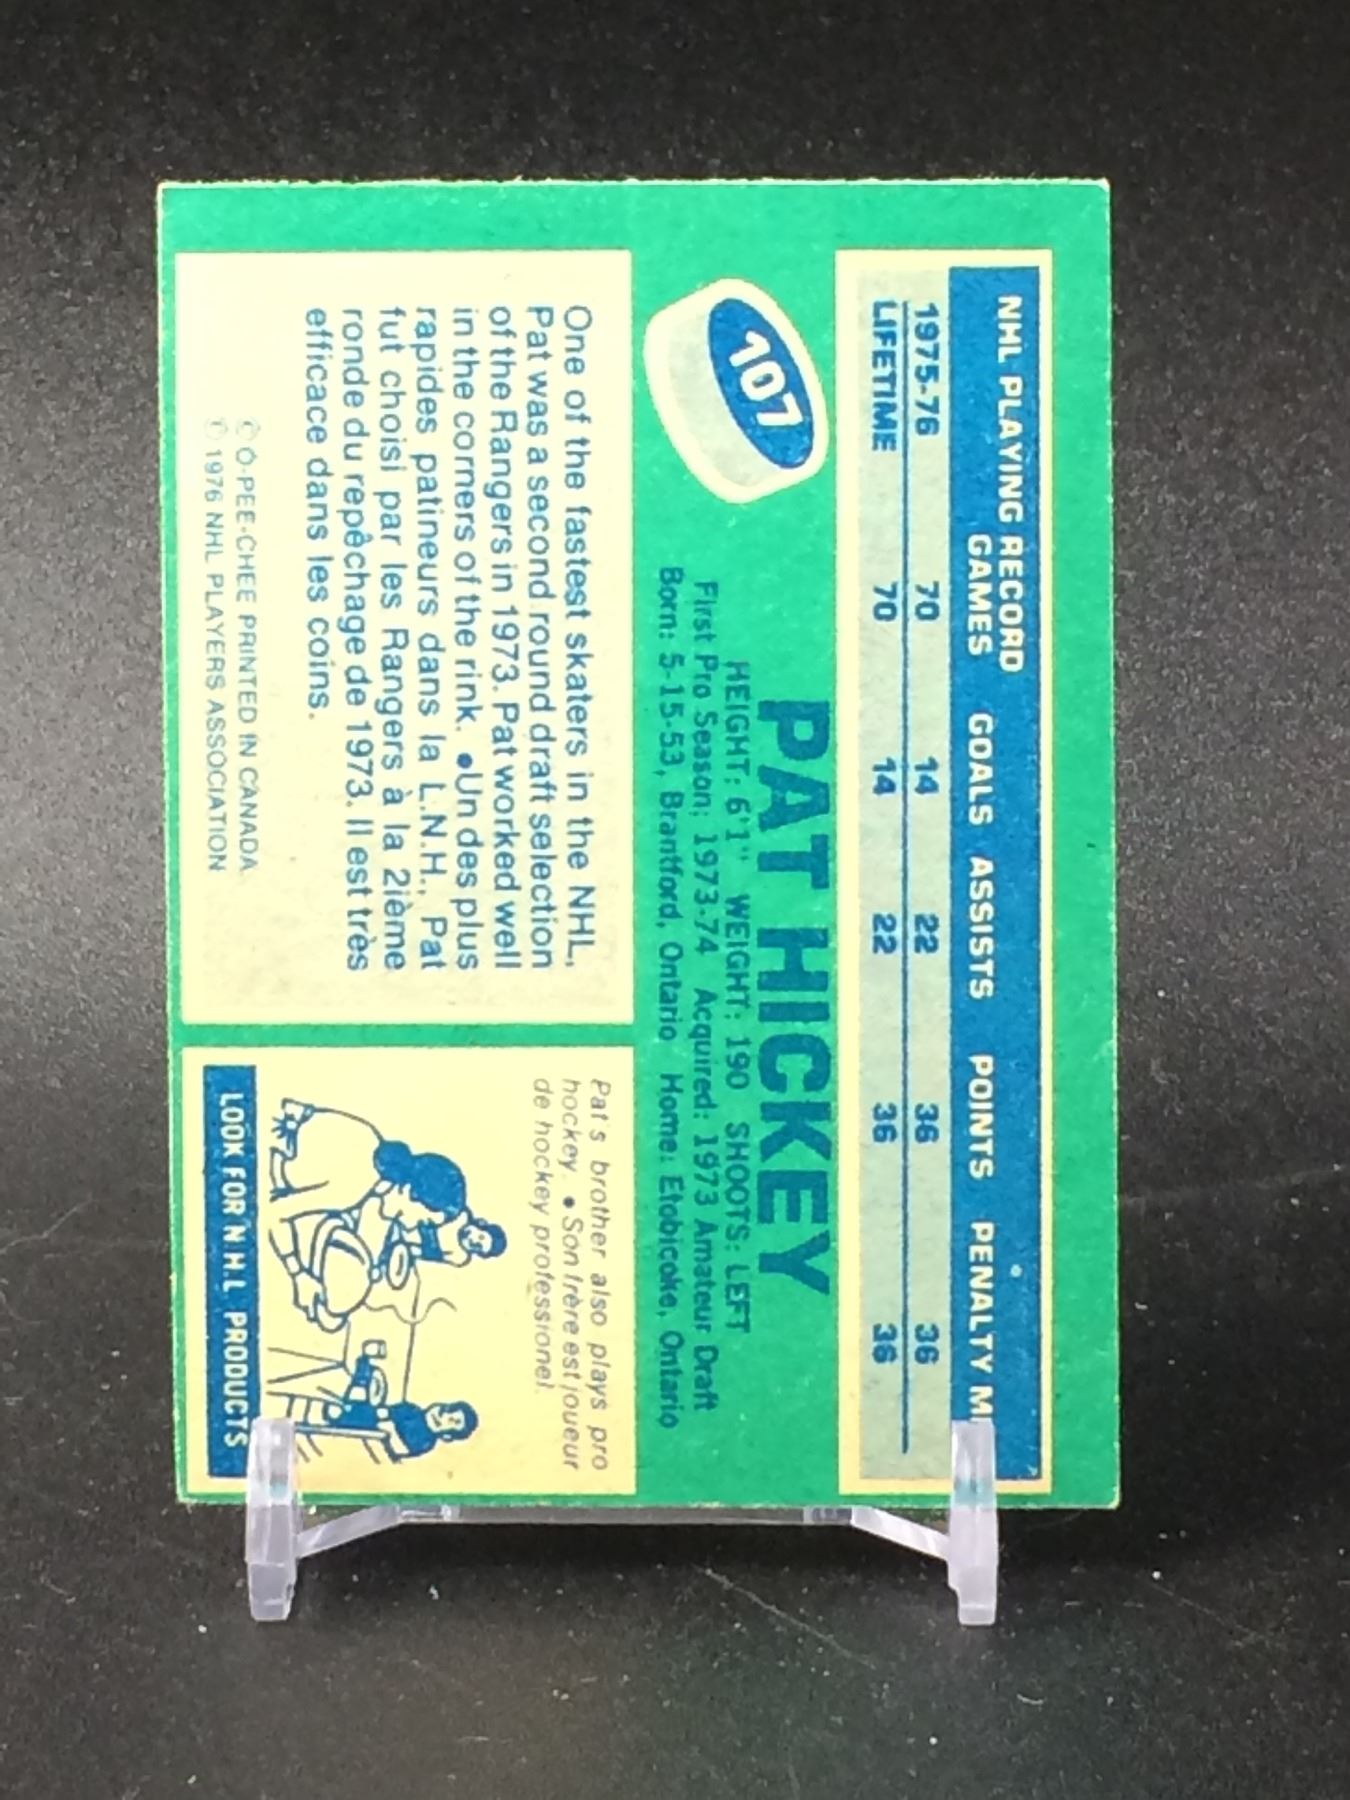 NHL PLAYING RECORD
GAMES GOALS ASSISTS POINTS PENALTY M
1975-76 70 14 22 36 36
LIFETIME 70 14 22 36 36
107
PAT HICKEY
HEIGHT: 6'1" WEIGHT: 190 SHOOTS: LEFT
First Pro Season: 1973-74 Acquired: 1973 Amateur Draft
Born: 5-15-53, Brantford, Ontario Home: Etobicoke, Ontario
One of the fastest skaters in the NHL,
Pat was a second round draft selection
of the Rangers in 1973. Pat worked well
in the corners of the rink. •Un des plus
rapides patineurs dans la L.N.H., Pat
fut choisi par les Rangers à la 2ième
ronde du repêchage de 1973. Il est très
efficace dans les coins.
© O-PEE-CHEE PRINTED IN CANADA
© 1976 NHL PLAYERS ASSOCIATION
Pat's brother also plays pro
hockey. • Son frère est joueur
de hockey professionel.
LOOK FOR N.H.L PRODUCTS